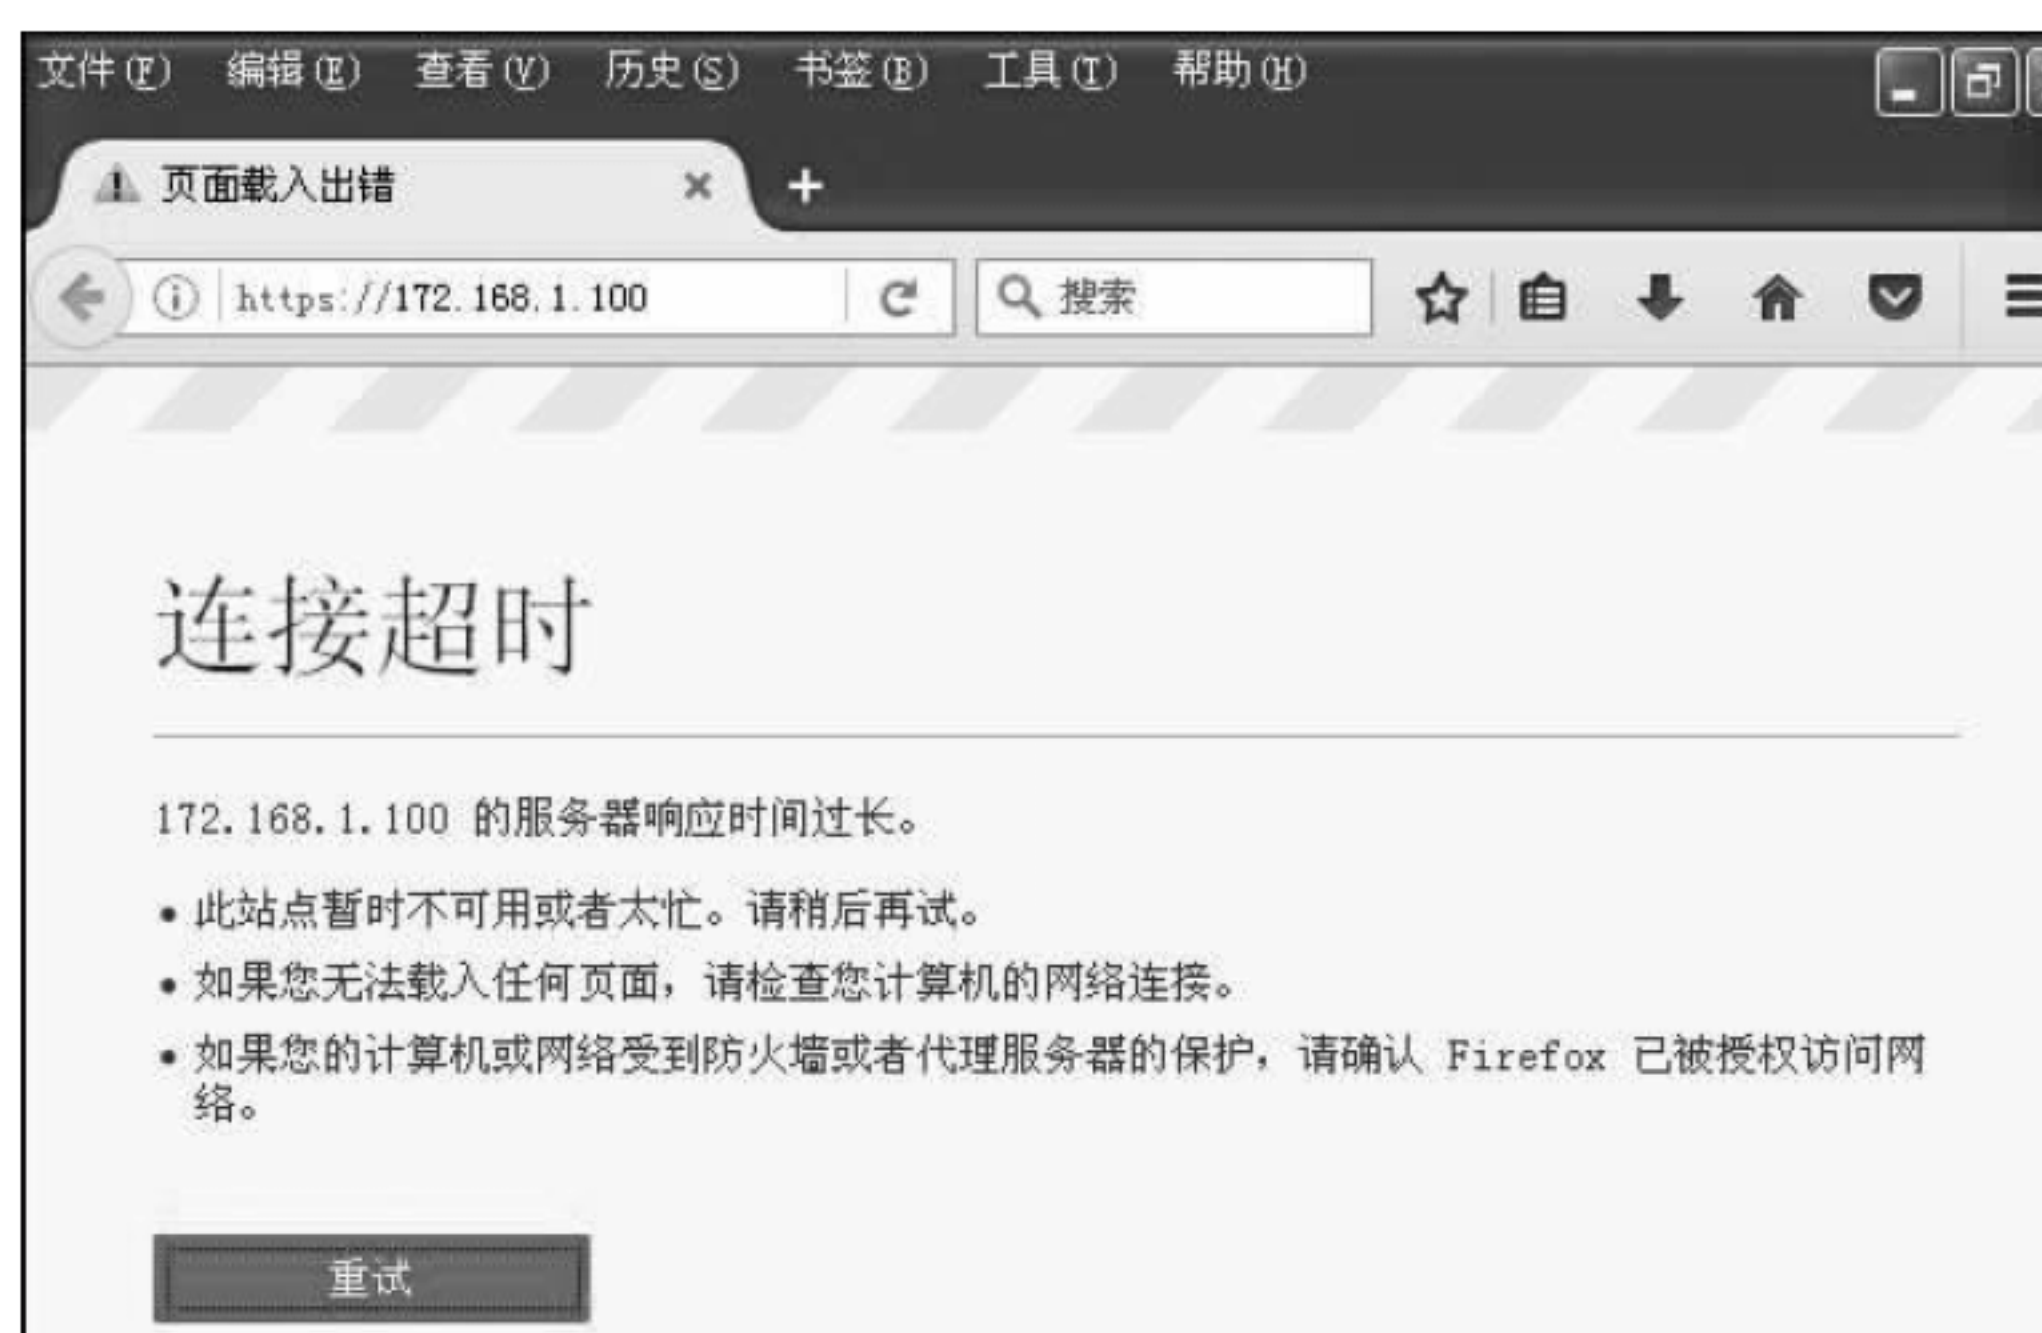 文件(F) 编辑(E) 查看(V) 历史(S) 书签(B) 工具(T) 帮助(H)
页面载入出错
https://172.168.1.100 搜索
连接超时
172.168.1.100 的服务器响应时间过长。
• 此站点暂时不可用或者太忙。请稍后再试。
• 如果您无法载入任何页面，请检查您计算机的网络连接。
• 如果您的计算机或网络受到防火墙或者代理服务器的保护，请确认 Firefox 已被授权访问网
络。
重试